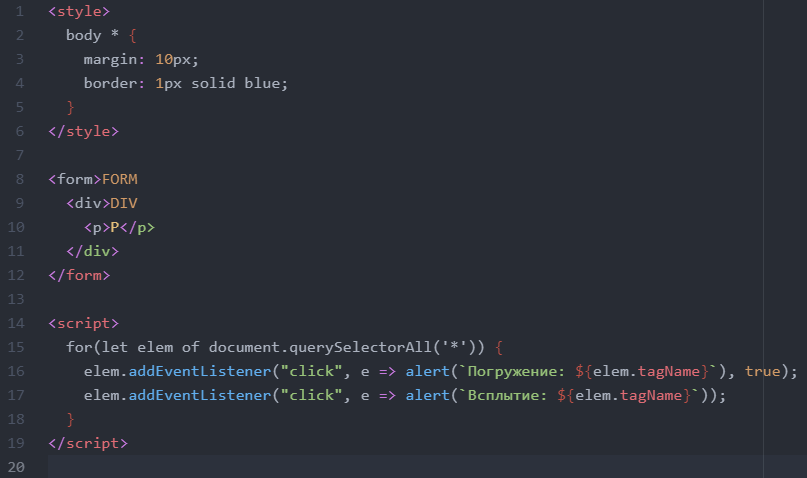 1 <style>
2 body * {
3 margin: 10px;
4 border: 1px solid blue;
5 }
6 </style>
7
8 <form>FORM
9 <div>DIV
10 <p>P</p>
11 </div>
12 </form>
13
14 <script>
15 for(let elem of document.querySelectorAll('*')) {
16 elem.addEventListener("click", e => alert(`Погружение: ${elem.tagName}`), true);
17 elem.addEventListener("click", e => alert(`Всплытие: ${elem.tagName}`));
18 }
19 </script>
20